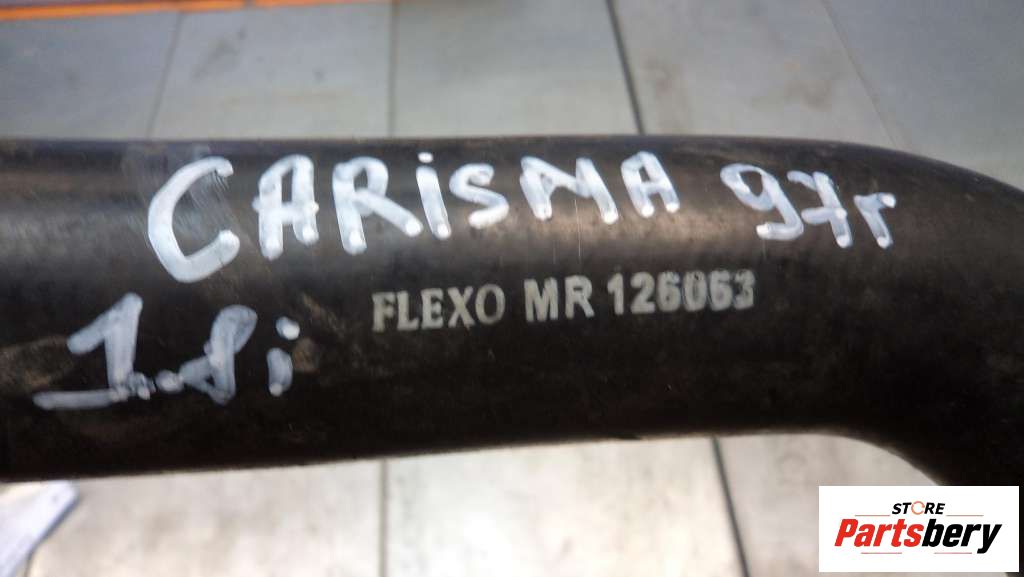 CARiSMA 97r
1.8i
FLEXO MR 126063
STORE
Partsbery